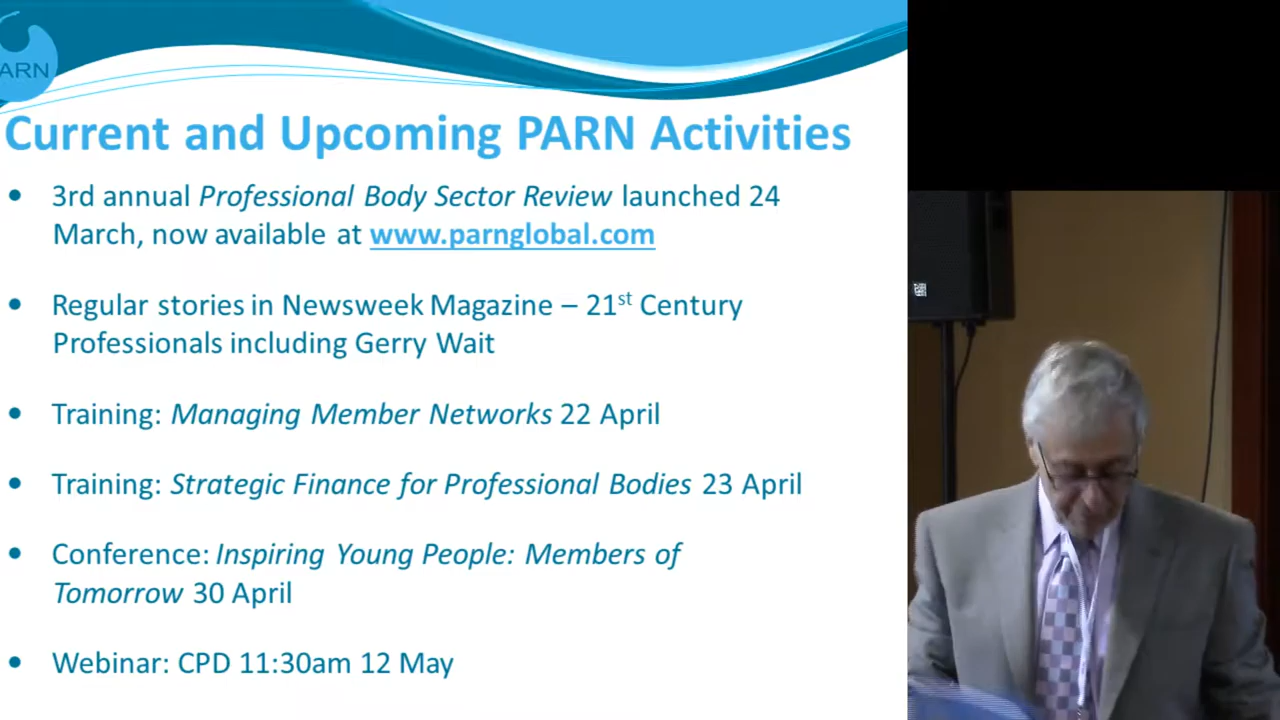 ARN
Current and Upcoming PARN Activities
• 3rd annual Professional Body Sector Review launched 24
March, now available at www.parnglobal.com
• Regular stories in Newsweek Magazine – 21st Century
Professionals including Gerry Wait
• Training: Managing Member Networks 22 April
• Training: Strategic Finance for Professional Bodies 23 April
• Conference: Inspiring Young People: Members of
Tomorrow 30 April
• Webinar: CPD 11:30am 12 May